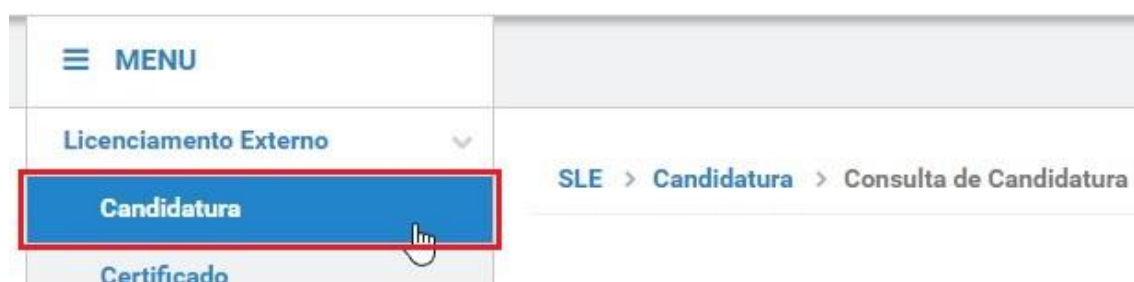 MENU
Licenciamento Externo
Candidatura
SLE > Candidatura > Consulta de Candidatura
Certificado